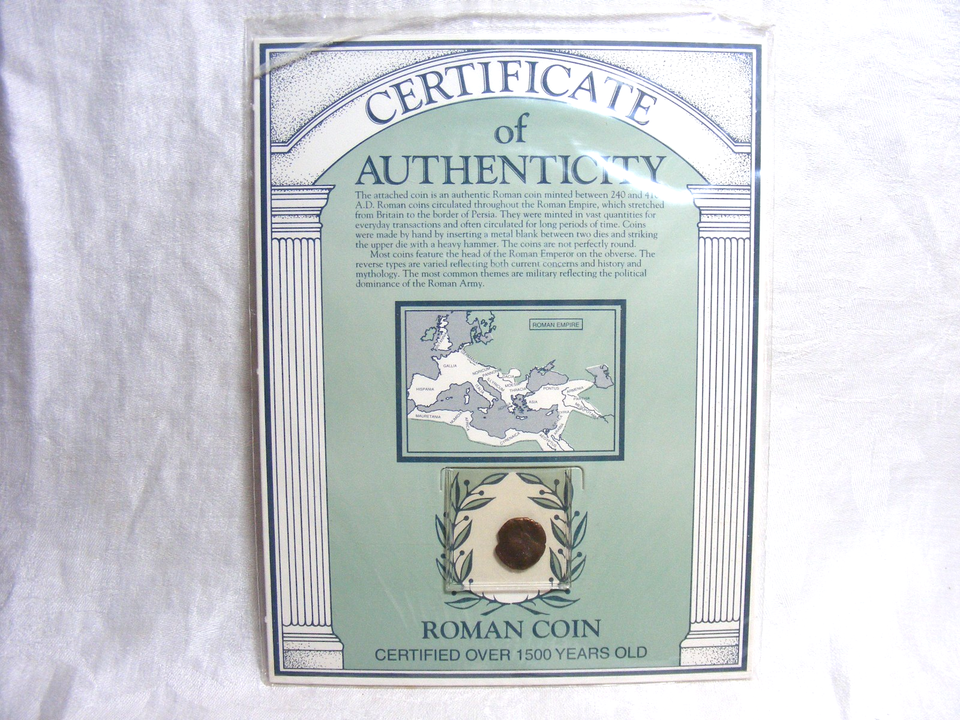 CERTIFICATE
of
AUTHENTICITY
The attached coin is an authentic Roman coin minted between 240 and
A.D. Roman coins circulated throughout the Roman Empire, which stretched
from Britain to the border of Persia. They were minted in vast quantities for
everyday transactions and often circulated for long periods of time. Coins
were made by hand by inserting a metal blank between two dies and striking
the upper die with a heavy hammer. The coins are not perfectly round.
Most coins feature the head of the Roman Emperor on the obverse. The
reverse types are varied reflecting both current concerns and history and
mythology. The most common themes are military reflecting the political
dominance of the Roman Army.
ROMAN EMPIRE
GALLIA
HISPANIA
MAURETANIA
THRACIA
PONTUS
ASIA
ROMAN COIN
CERTIFIED OVER 1500 YEARS OLD